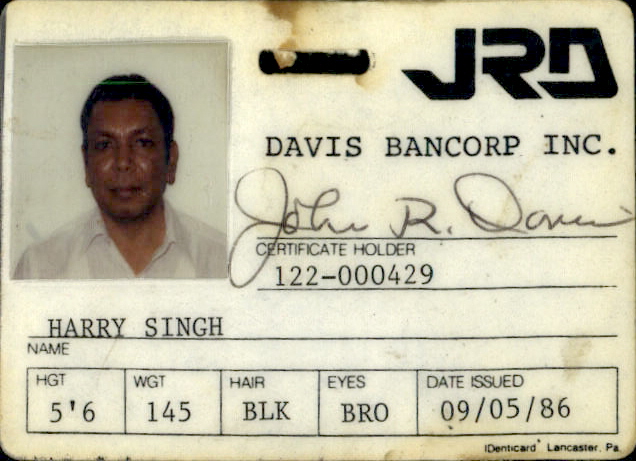 JRD
DAVIS BANCORP INC.
John R. Davis
CERTIFICATE HOLDER
122-000429
HARRY SINGH
NAME
HGT WGT HAIR EYES DATE ISSUED
5'6 145 BLK BRO 09/05/86
IDenticard Lancaster, Pa.